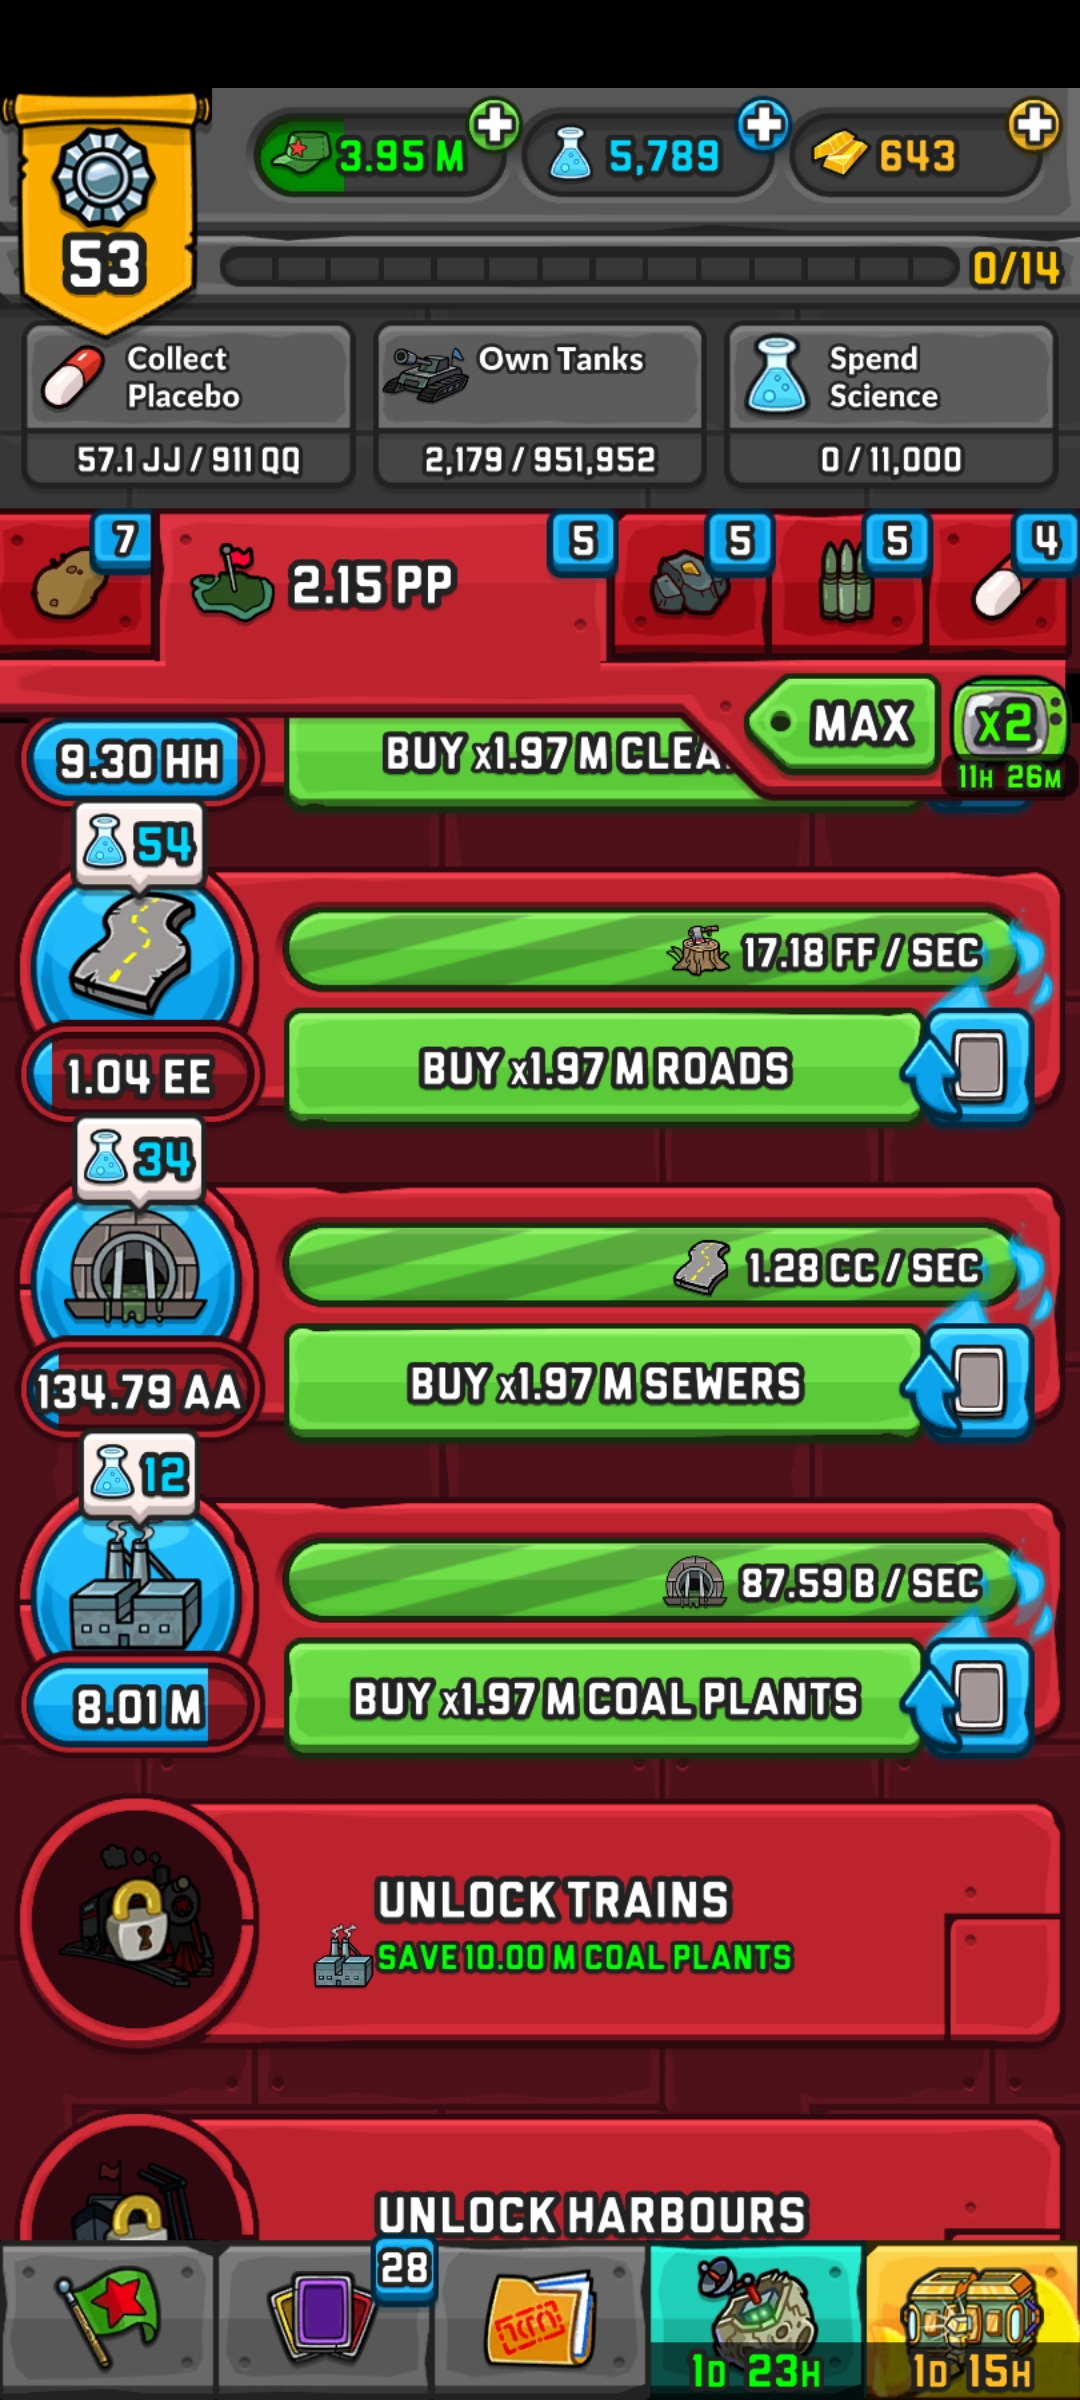 3.95 M
5,789
643
53
0/14
Collect
Placebo
57.1 JJ / 911 QQ
Own Tanks
2,179 / 951,952
Spend
Science
0 / 11,000
7
2.15 PP
5
5
5
4
MAX
x2
11H 26M
9.30 HH
BUY x1.97 M CLEA
54
17.18 FF / SEC
1.04 EE
BUY x1.97 M ROADS
34
1.28 CC / SEC
134.79 AA
BUY x1.97 M SEWERS
12
87.59 B / SEC
8.01 M
BUY x1.97 M COAL PLANTS
UNLOCK TRAINS
SAVE 10.00 M COAL PLANTS
UNLOCK HARBOURS
28
1D 23H
1D 15H